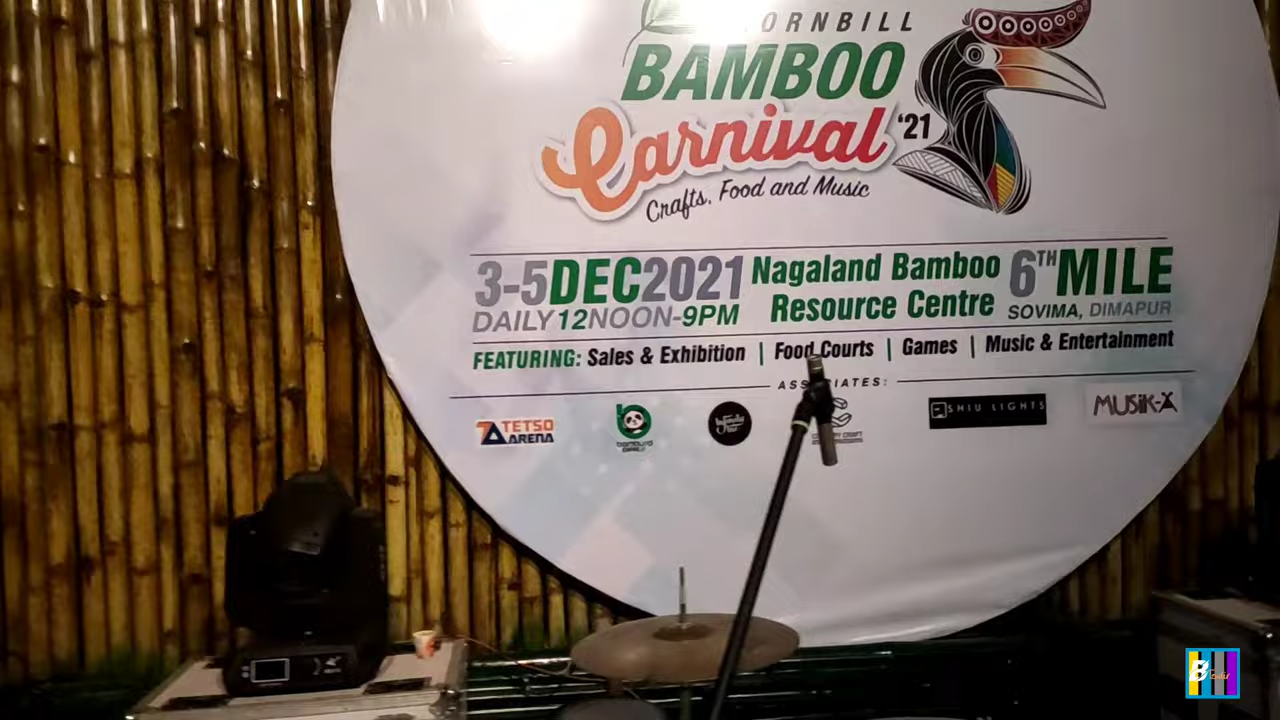 ORNBILL
BAMBOO
Carnival '21
Crafts, Food and Music
3-5DEC2021
DAILY 12NOON-9PM
Nagaland Bamboo
Resource Centre
6TH MILE
SOVIMA, DIMAPUR
FEATURING: Sales & Exhibition | Food Courts | Games | Music & Entertainment
ASSOCIATES:
TETSO
ARENA
SHIU LIGHTS
MUSIK-A